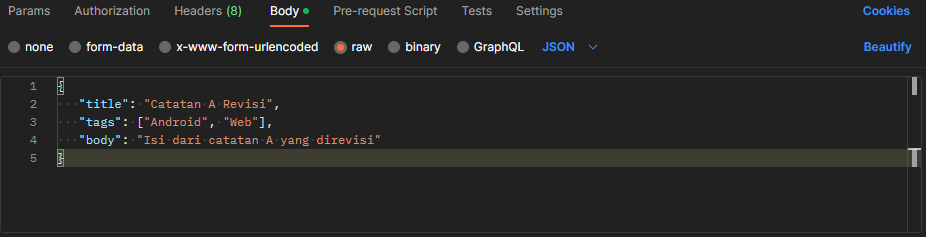 Params Authorization Headers (8) Body Pre-request Script Tests Settings Cookies
none form-data x-www-form-urlencoded raw binary GraphQL JSON Beautify
1 {
2 "title": "Catatan A Revisi",
3 "tags": ["Android", "Web"],
4 "body": "Isi dari catatan A yang direvisi"
5 }